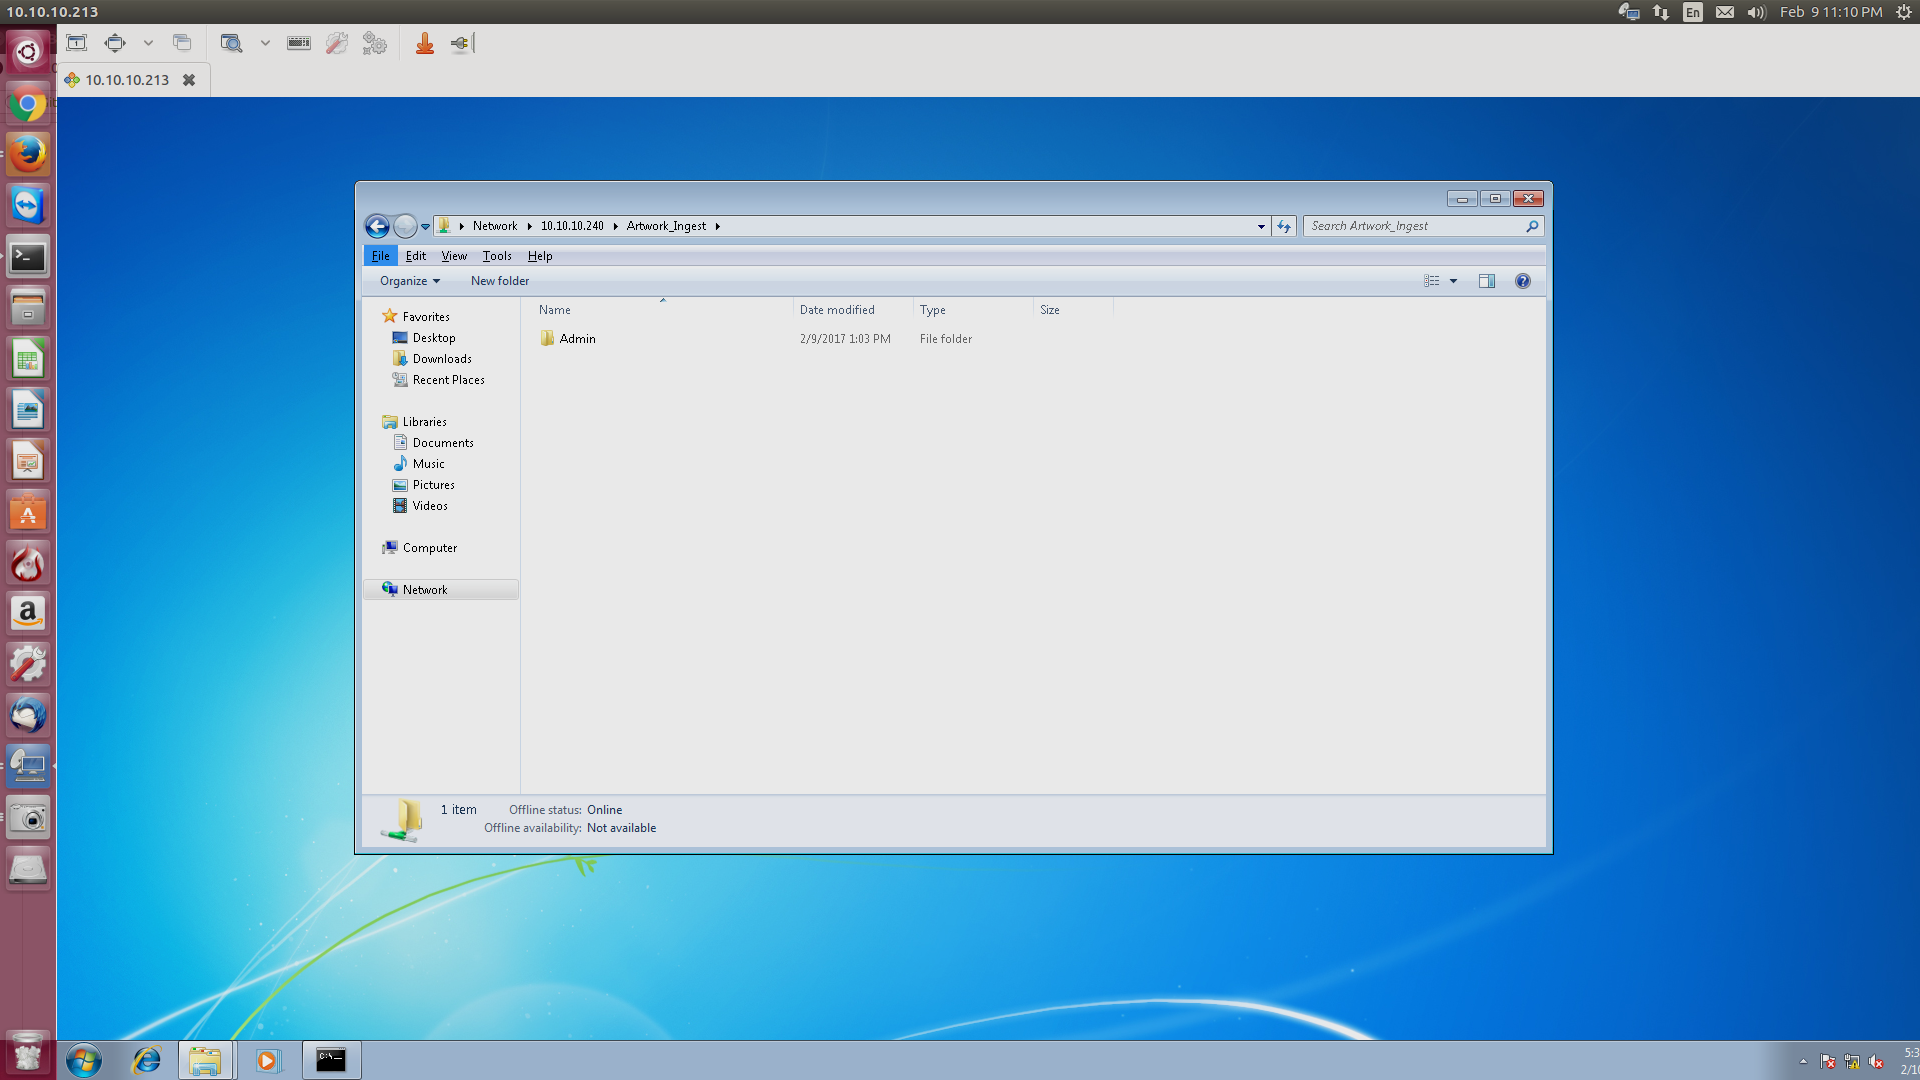 10.10.10.213
En
Feb 9 11:10 PM
10.10.10.213
Network 10.10.10.240 Artwork_Ingest
Search Artwork_Ingest
File Edit View Tools Help
Organize New folder
Name Date modified Type Size
Admin 2/9/2017 1:03 PM File folder
Favorites
Desktop
Downloads
Recent Places
Libraries
Documents
Music
Pictures
Videos
Computer
Network
1 item Offline status: Online
Offline availability: Not available
C:\_
5:3